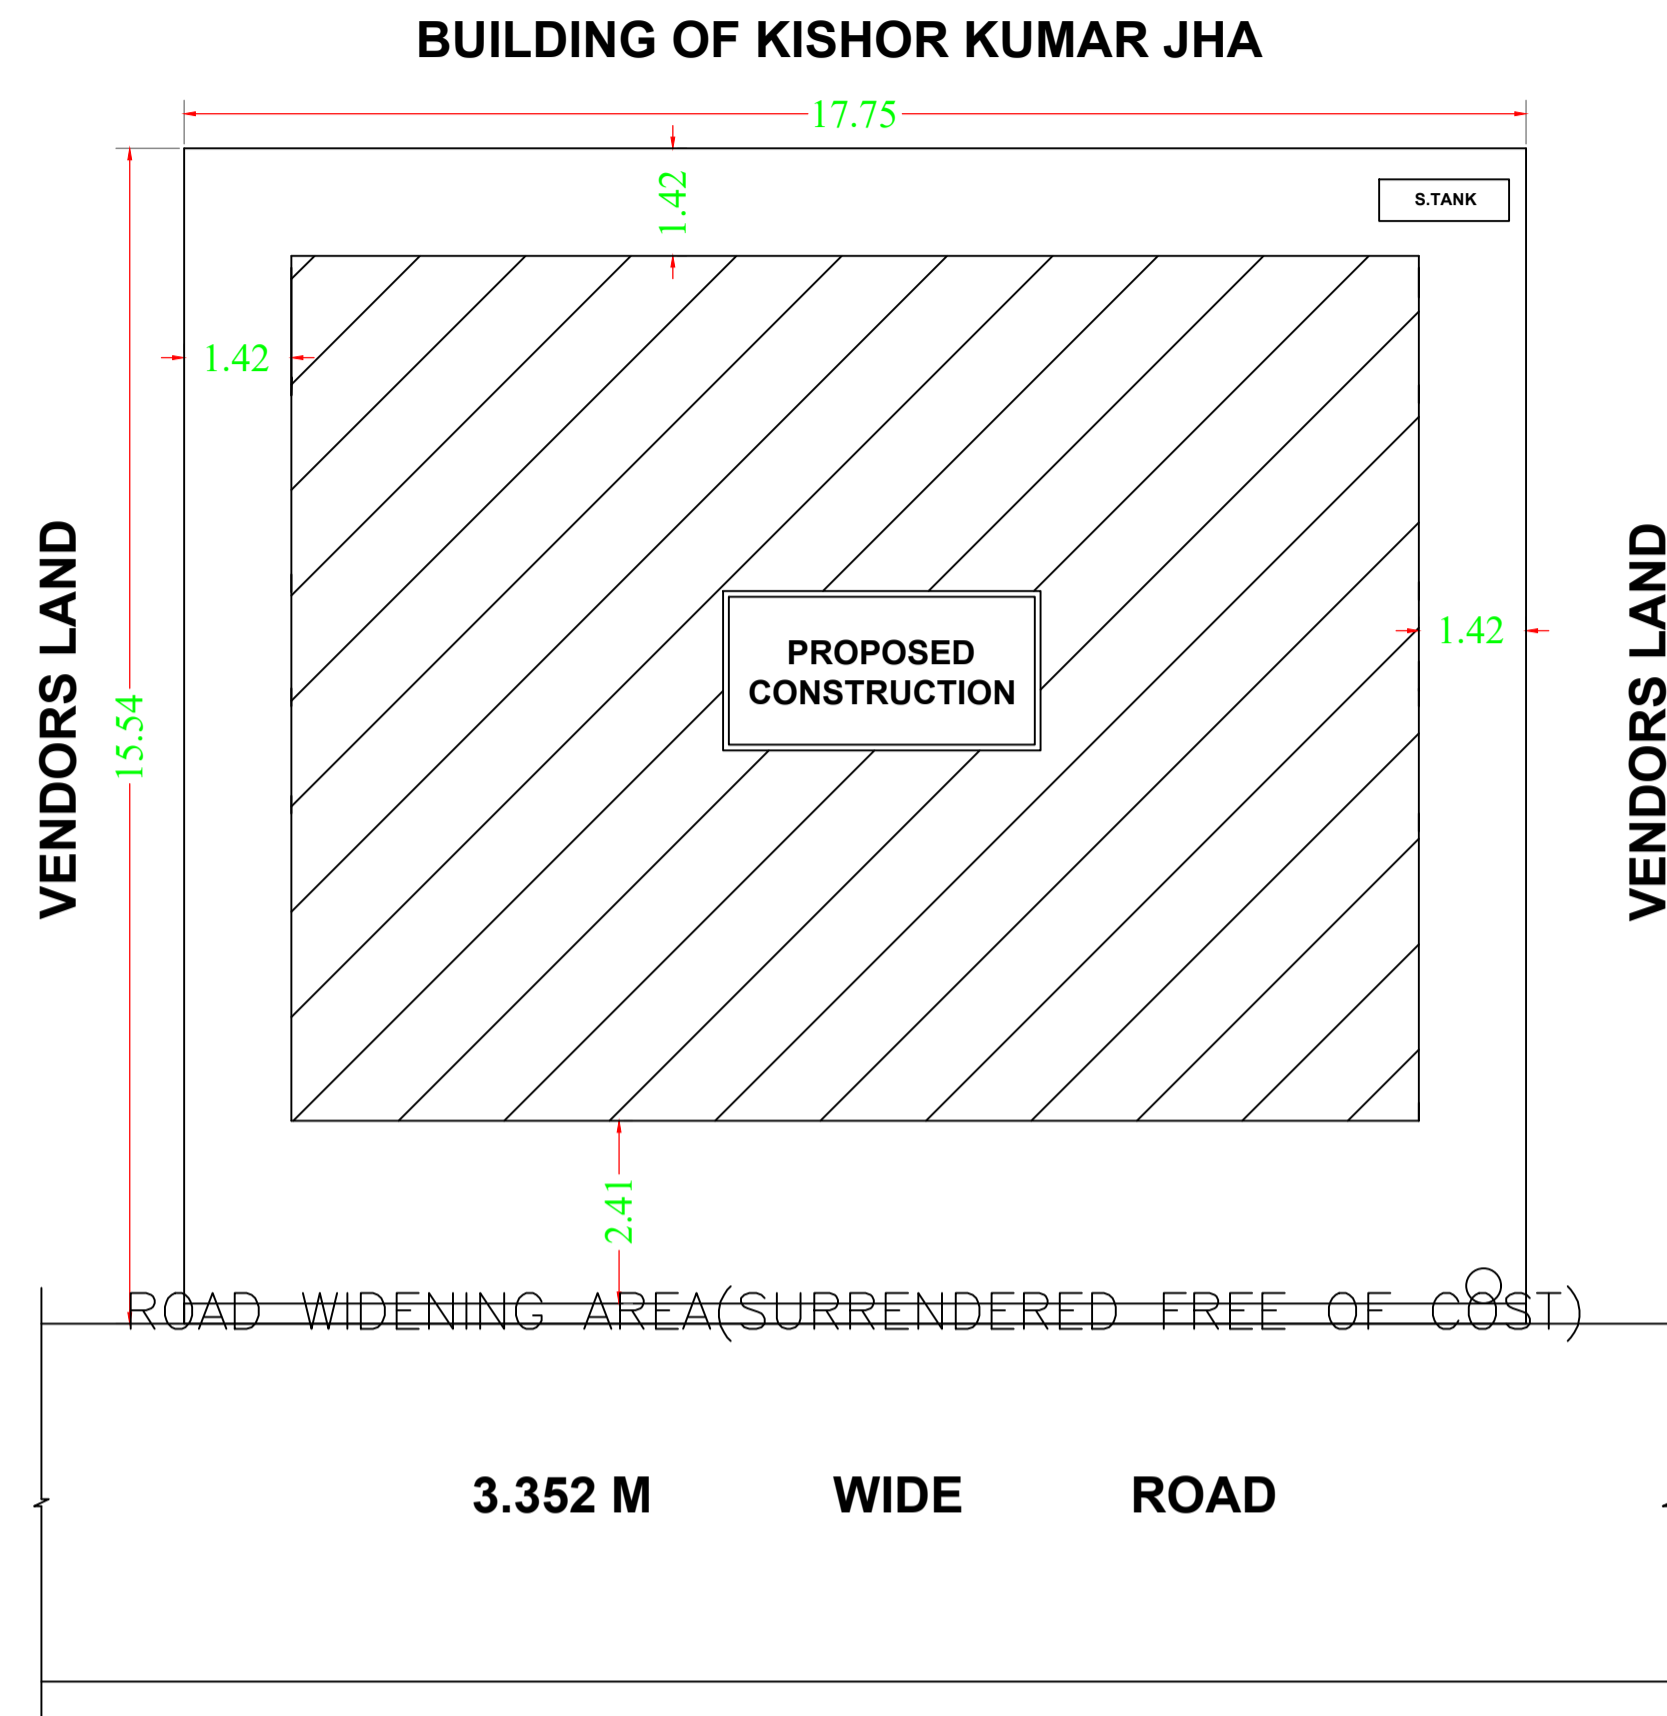 BUILDING OF KISHOR KUMAR JHA
17.75
1.42
S.TANK
1.42
VENDORS LAND
15.54
PROPOSED
CONSTRUCTION
1.42
VENDORS LAND
2.41
ROAD WIDENING AREA(SURRENDERED FREE OF COST)
3.352 M WIDE ROAD